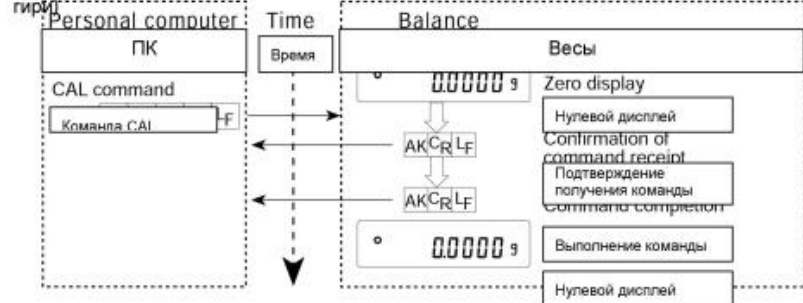 гири)
Personal computer Time Balance
ПК Время Весы
CAL command
Команда CAL LF
0.0000 g Zero display
Нулевой дисплей
AK CR LF Confirmation of
command receipt
Подтверждение
получения команды
AK CR LF Command completion
0.0000 g Выполнение команды
Нулевой дисплей